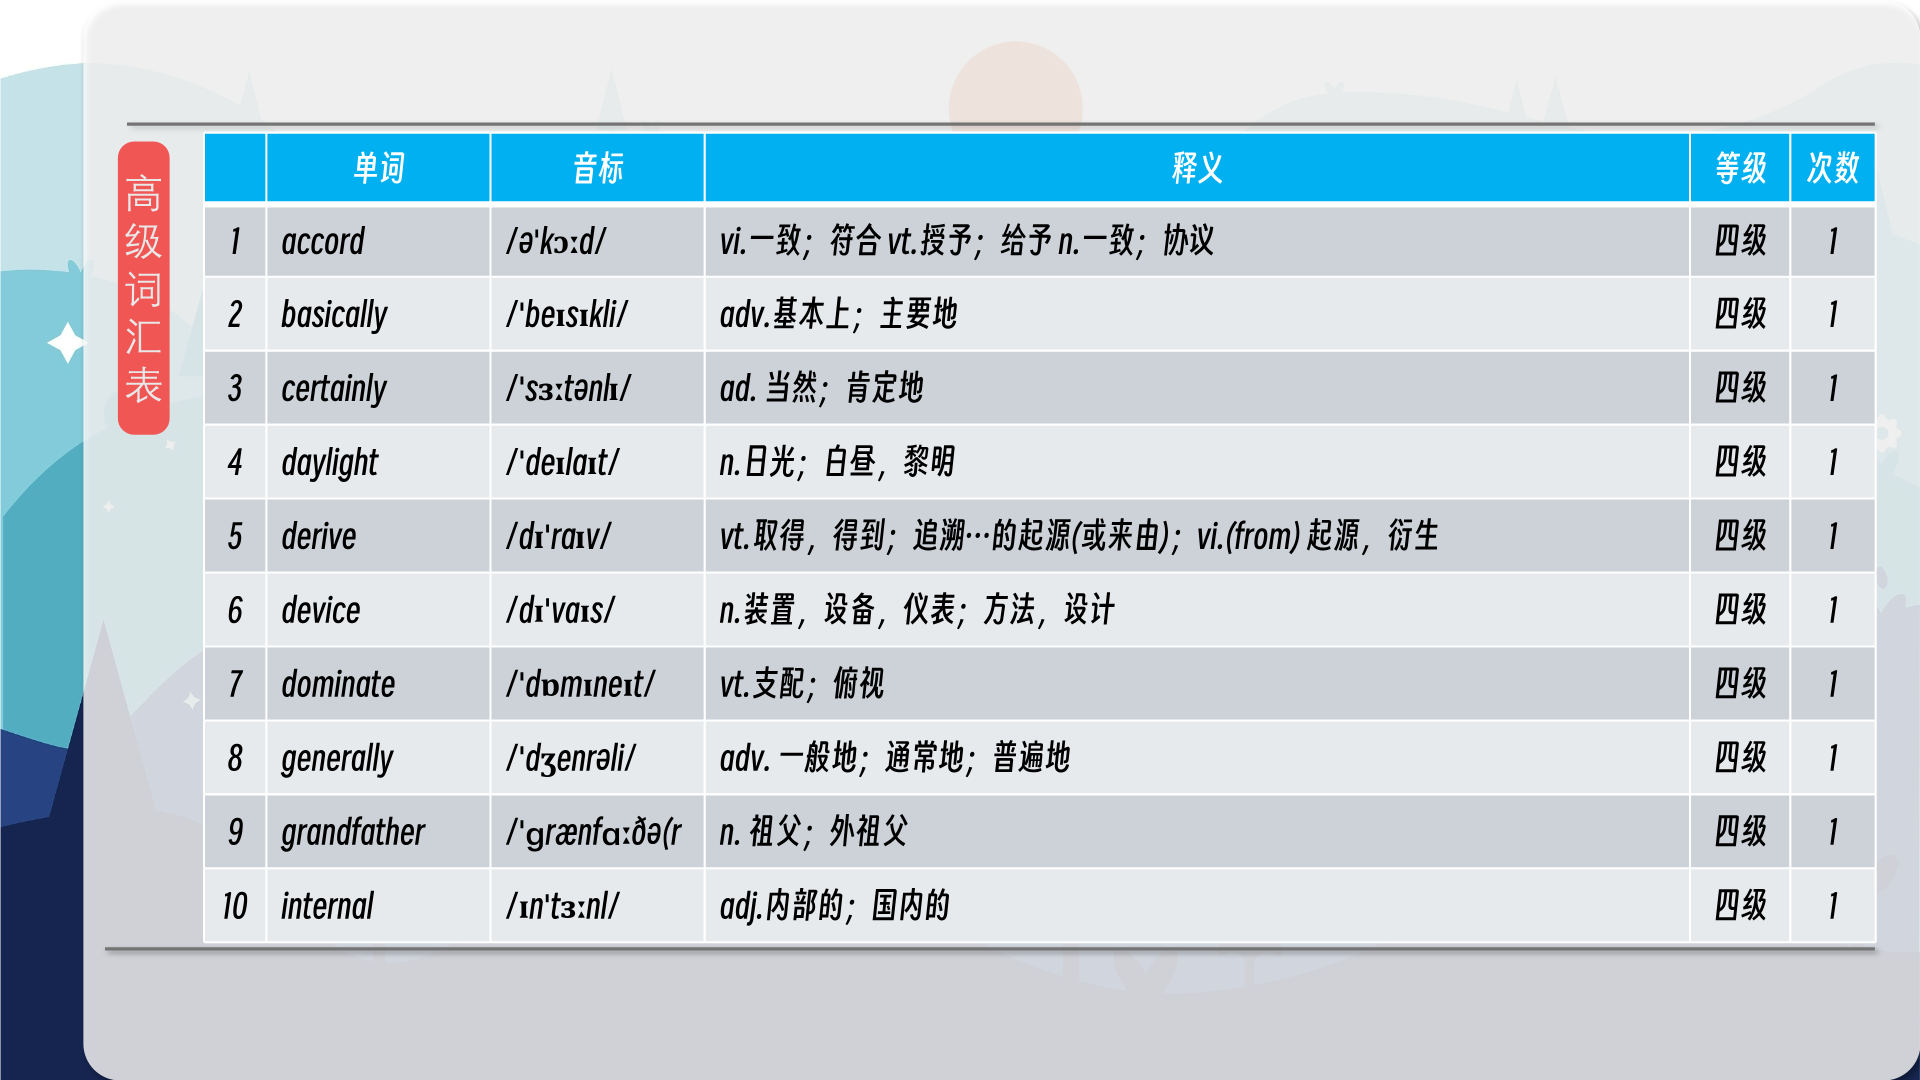 高级词汇表
单词 音标 释义 等级 次数
1 accord /ə'kɔːd/ vi.一致；符合 vt.授予；给予 n.一致；协议 四级 1
2 basically /'beɪsɪkli/ adv.基本上；主要地 四级 1
3 certainly /'sɜːtənlɪ/ ad. 当然；肯定地 四级 1
4 daylight /'deɪlaɪt/ n.日光；白昼，黎明 四级 1
5 derive /dɪ'raɪv/ vt.取得，得到；追溯…的起源(或来由)；vi.(from) 起源，衍生 四级 1
6 device /dɪ'vaɪs/ n.装置，设备，仪表；方法，设计 四级 1
7 dominate /'dɒmɪneɪt/ vt.支配；俯视 四级 1
8 generally /'dʒenrəli/ adv. 一般地；通常地；普遍地 四级 1
9 grandfather /'ɡrænfɑːðə(r n. 祖父；外祖父 四级 1
10 internal /ɪn'tɜːnl/ adj.内部的；国内的 四级 1